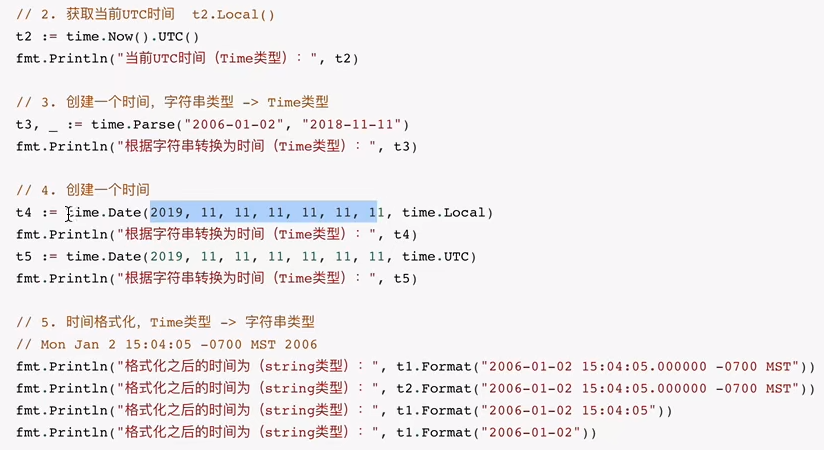 // 2. 获取当前UTC时间  t2.Local()
t2 := time.Now().UTC()
fmt.Println("当前UTC时间（Time类型）：", t2)
// 3. 创建一个时间，字符串类型 -> Time类型
t3, _ := time.Parse("2006-01-02", "2018-11-11")
fmt.Println("根据字符串转换为时间（Time类型）：", t3)
// 4. 创建一个时间
t4 := time.Date(2019, 11, 11, 11, 11, 11, 11, time.Local)
fmt.Println("根据字符串转换为时间（Time类型）：", t4)
t5 := time.Date(2019, 11, 11, 11, 11, 11, 11, time.UTC)
fmt.Println("根据字符串转换为时间（Time类型）：", t5)
// 5. 时间格式化，Time类型 -> 字符串类型
// Mon Jan 2 15:04:05 -0700 MST 2006
fmt.Println("格式化之后的时间为（string类型）：", t1.Format("2006-01-02 15:04:05.000000 -0700 MST"))
fmt.Println("格式化之后的时间为（string类型）：", t2.Format("2006-01-02 15:04:05.000000 -0700 MST"))
fmt.Println("格式化之后的时间为（string类型）：", t1.Format("2006-01-02 15:04:05"))
fmt.Println("格式化之后的时间为（string类型）：", t1.Format("2006-01-02"))